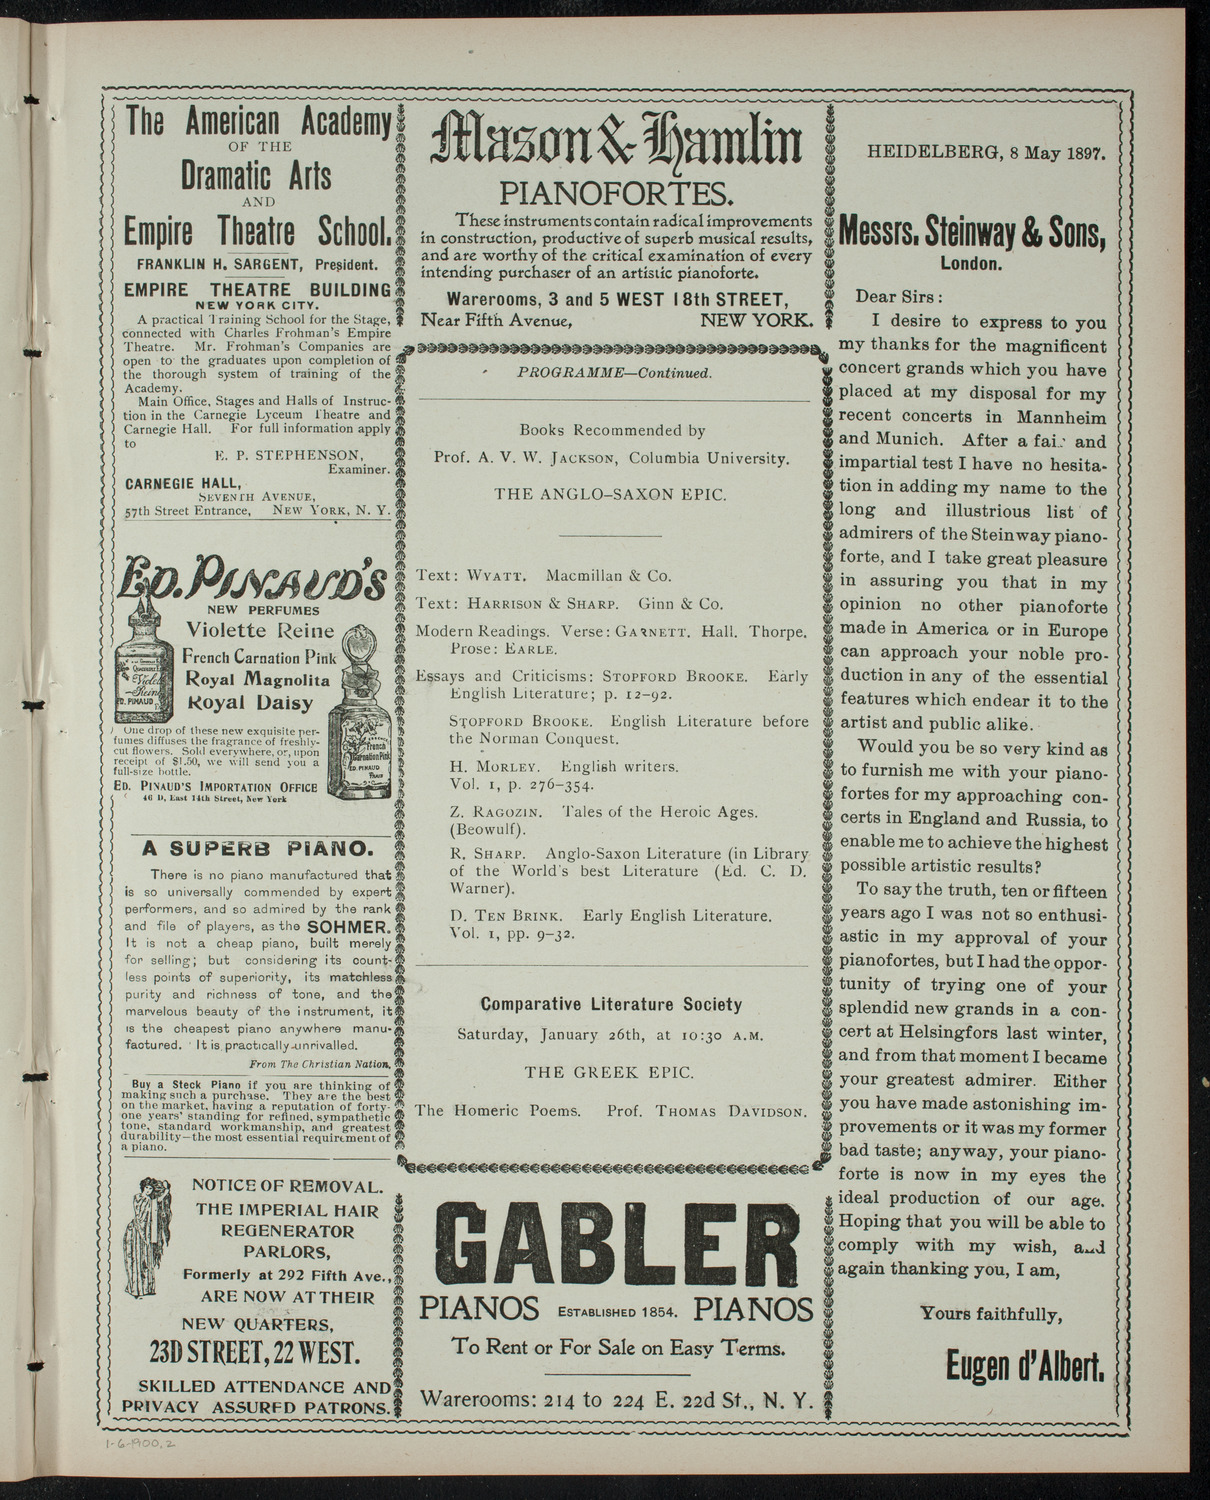 The American Academy
OF THE
Dramatic Arts
AND
Empire Theatre School.
FRANKLIN H. SARGENT, President.
EMPIRE THEATRE BUILDING
NEW YORK CITY.
A practical Training School for the Stage,
connected with Charles Frohman's Empire
Theatre. Mr. Frohman's Companies are
open to the graduates upon completion of
the thorough system of training of the
Academy.
Main Office, Stages and Halls of Instruc-
tion in the Carnegie Lyceum Theatre and
Carnegie Hall. For full information apply
to
E. P. STEPHENSON,
Examiner.
CARNEGIE HALL,
SEVENTH AVENUE,
57th Street Entrance, NEW YORK, N. Y.
ED. PINAUD'S
NEW PERFUMES
Violette Reine
French Carnation Pink
Royal Magnolita
Royal Daisy
One drop of these new exquisite per-
fumes diffuses the fragrance of freshly-
cut flowers. Sold everywhere, or, upon
receipt of $1.50, we will send you a
full-size bottle.
ED. PINAUD'S IMPORTATION OFFICE
46 D, East 14th Street, New York
A SUPERB PIANO.
There is no piano manufactured that
is so universally commended by expert
performers, and so admired by the rank
and file of players, as the SOHMER.
It is not a cheap piano, built merely
for selling; but considering its count-
less points of superiority, its matchless
purity and richness of tone, and the
marvelous beauty of the instrument, it
is the cheapest piano anywhere manu-
factured. It is practically unrivalled.
From The Christian Nation.
Buy a Steck Piano if you are thinking of
making such a purchase. They are the best
on the market, having a reputation of forty-
one years' standing for refined, sympathetic
tone, standard workmanship, and greatest
durability—the most essential requirement of
a piano.
NOTICE OF REMOVAL.
THE IMPERIAL HAIR
REGENERATOR
PARLORS,
Formerly at 292 Fifth Ave.,
ARE NOW AT THEIR
NEW QUARTERS,
23D STREET, 22 WEST.
SKILLED ATTENDANCE AND
PRIVACY ASSURED PATRONS.
Mason & Hamlin
PIANOFORTES.
These instruments contain radical improvements
in construction, productive of superb musical results,
and are worthy of the critical examination of every
intending purchaser of an artistic pianoforte.
Warerooms, 3 and 5 WEST 18th STREET,
Near Fifth Avenue, NEW YORK.
PROGRAMME—Continued.
Books Recommended by
Prof. A. V. W. JACKSON, Columbia University.
THE ANGLO-SAXON EPIC.
Text: WYATT. Macmillan & Co.
Text: HARRISON & SHARP. Ginn & Co.
Modern Readings. Verse: GARNETT. Hall. Thorpe.
Prose: EARLE.
Essays and Criticisms: STOPFORD BROOKE. Early
English Literature; p. 12-92.
STOPFORD BROOKE. English Literature before
the Norman Conquest.
H. MORLEY. English writers.
Vol. 1, p. 276-354.
Z. RAGOZIN. Tales of the Heroic Ages.
(Beowulf).
R. SHARP. Anglo-Saxon Literature (in Library
of the World's best Literature (Ed. C. D.
Warner).
D. TEN BRINK. Early English Literature.
Vol. 1, pp. 9-32.
Comparative Literature Society
Saturday, January 26th, at 10:30 A.M.
THE GREEK EPIC.
The Homeric Poems. Prof. THOMAS DAVIDSON.
GABLER
PIANOS ESTABLISHED 1854. PIANOS
To Rent or For Sale on Easy Terms.
Warerooms: 214 to 224 E. 22d St., N. Y.
HEIDELBERG, 8 May 1897.
Messrs. Steinway & Sons,
London.
Dear Sirs:
I desire to express to you
my thanks for the magnificent
concert grands which you have
placed at my disposal for my
recent concerts in Mannheim
and Munich. After a fair and
impartial test I have no hesita-
tion in adding my name to the
long and illustrious list of
admirers of the Steinway piano-
forte, and I take great pleasure
in assuring you that in my
opinion no other pianoforte
made in America or in Europe
can approach your noble pro-
duction in any of the essential
features which endear it to the
artist and public alike.
Would you be so very kind as
to furnish me with your piano-
fortes for my approaching con-
certs in England and Russia, to
enable me to achieve the highest
possible artistic results?
To say the truth, ten or fifteen
years ago I was not so enthusi-
astic in my approval of your
pianofortes, but I had the oppor-
tunity of trying one of your
splendid new grands in a con-
cert at Helsingfors last winter,
and from that moment I became
your greatest admirer. Either
you have made astonishing im-
provements or it was my former
bad taste; anyway, your piano-
forte is now in my eyes the
ideal production of our age.
Hoping that you will be able to
comply with my wish, and
again thanking you, I am,
Yours faithfully,
Eugen d'Albert.
1-6-1900.2